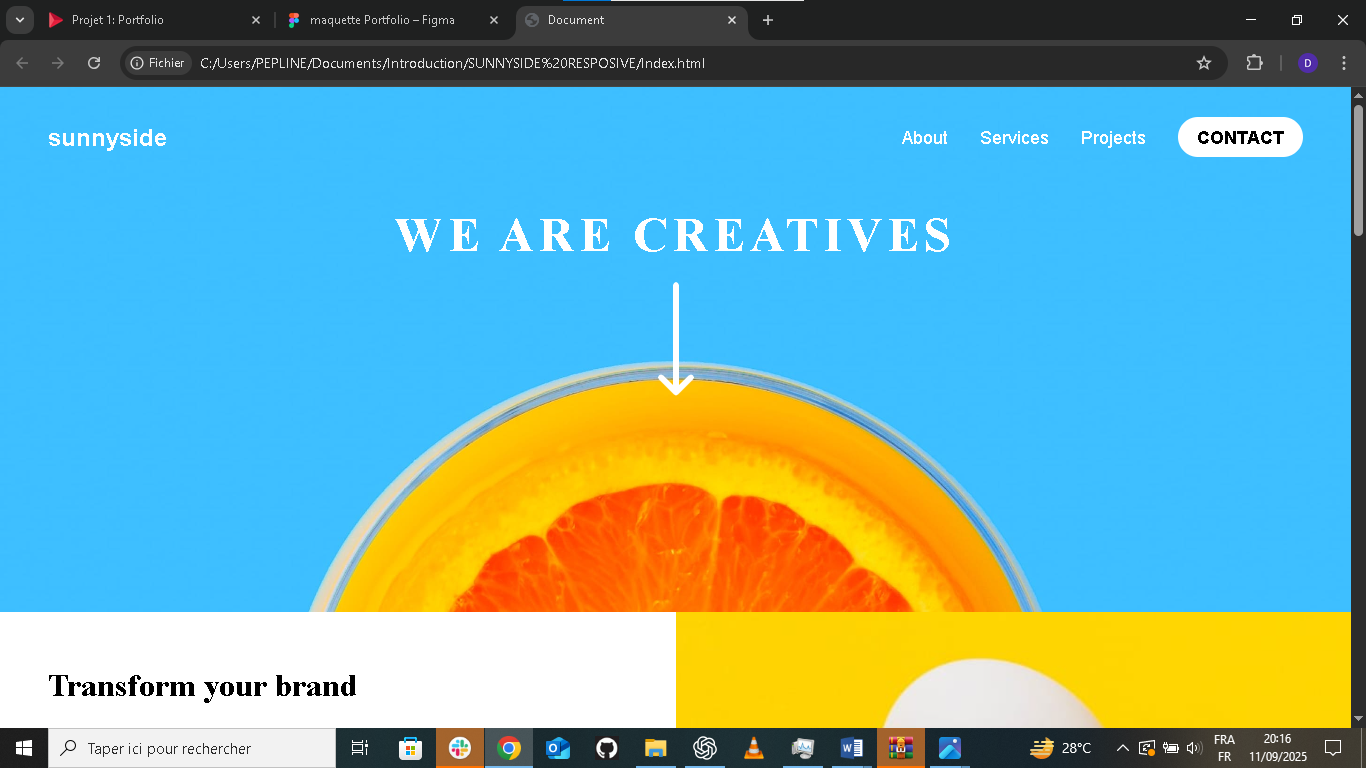 Projet 1: Portfolio
maquette Portfolio – Figma
Document
Fichier
C:/Users/PEPLINE/Documents/Introduction/SUNNYSIDE%20RESPOSIVE/Index.html
D
sunnyside
About
Services
Projects
CONTACT
WE ARE CREATIVES
Transform your brand
Taper ici pour rechercher
28°C
FRA
FR
20:16
11/09/2025